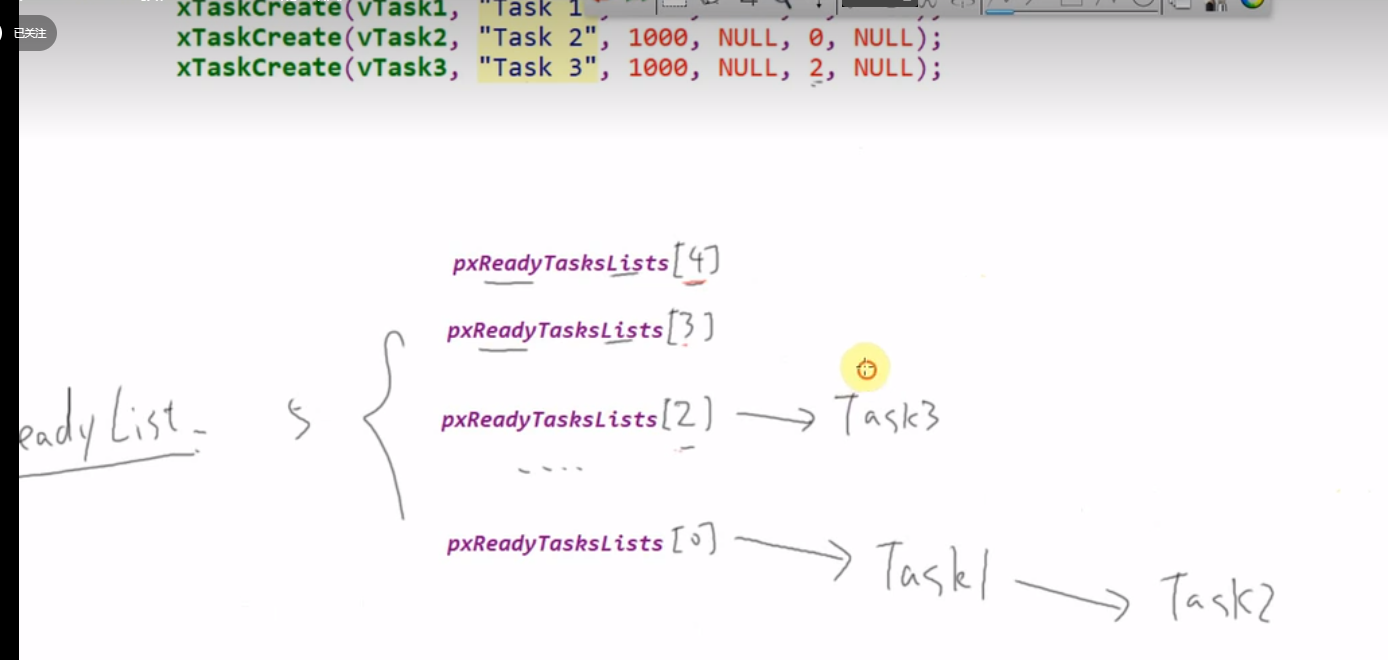 xTaskCreate(vTask1, "Task 1
已关注
xTaskCreate(vTask2, "Task 2", 1000, NULL, 0, NULL);
xTaskCreate(vTask3, "Task 3", 1000, NULL, 2, NULL);
pxReadyTasksLists[4]
pxReadyTasksLists[3]
eadyList s pxReadyTasksLists[2] → Task3
....
pxReadyTasksLists[0] → Task1 → Task2